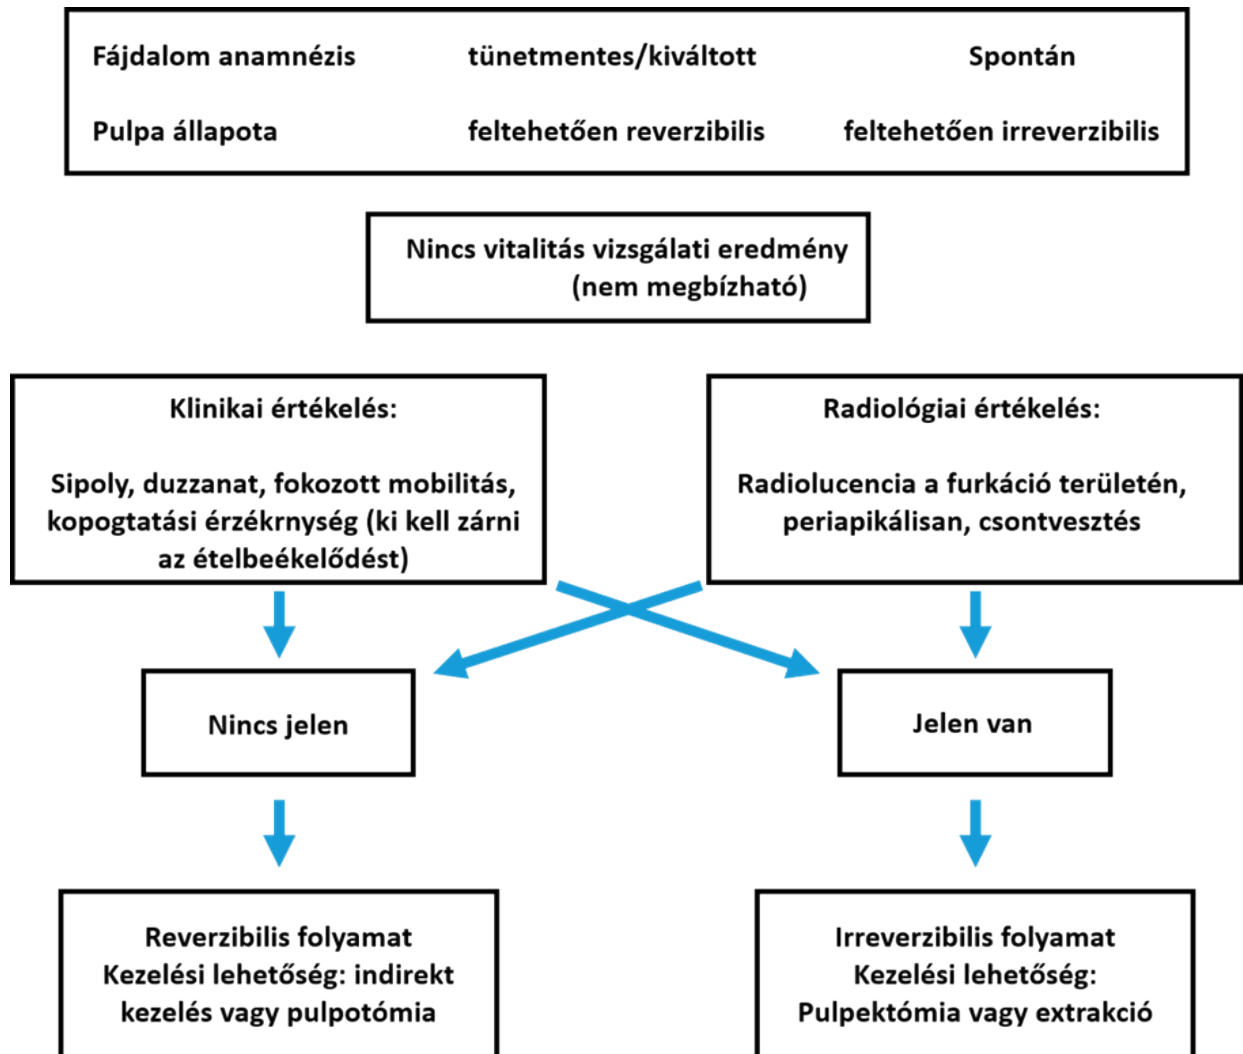 Fájdalom anamnézis tünetmentes/kiváltott Spontán
Pulpa állapota feltehetően reverzibilis feltehetően irreverzibilis
Nincs vitalitás vizsgálati eredmény
(nem megbízható)
Klinikai értékelés:
Sipoly, duzzanat, fokozott mobilitás,
kopogtatási érzékrnység (ki kell zárni
az ételbeékelődést)
Radiológiai értékelés:
Radiolucencia a furkáció területén,
periapikálisan, csontvesztés
Nincs jelen
Jelen van
Reverzibilis folyamat
Kezelési lehetőség: indirekt
kezelés vagy pulpotómia
Irreverzibilis folyamat
Kezelési lehetőség:
Pulpektómia vagy extrakció